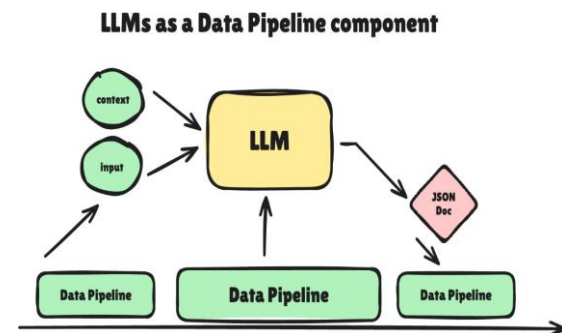 LLMs as a Data Pipeline component
context
input
LLM
JSON
Doc
Data Pipeline
Data Pipeline
Data Pipeline